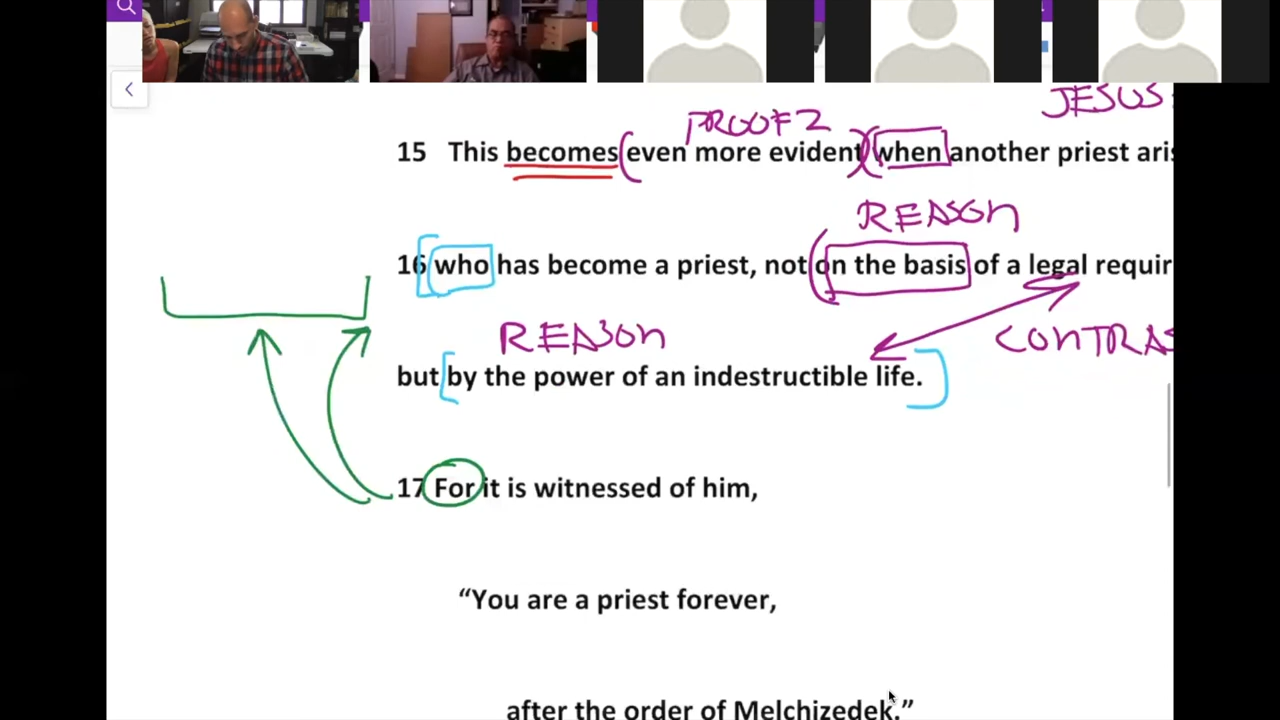 JESUS
PROOF 2
15 This becomes (even more evident) when another priest aris
REASON
16 who has become a priest, not (on the basis of a legal requir
REASON
CONTRAS
but [by the power of an indestructible life.]
17 For it is witnessed of him,
“You are a priest forever,
after the order of Melchizedek.”